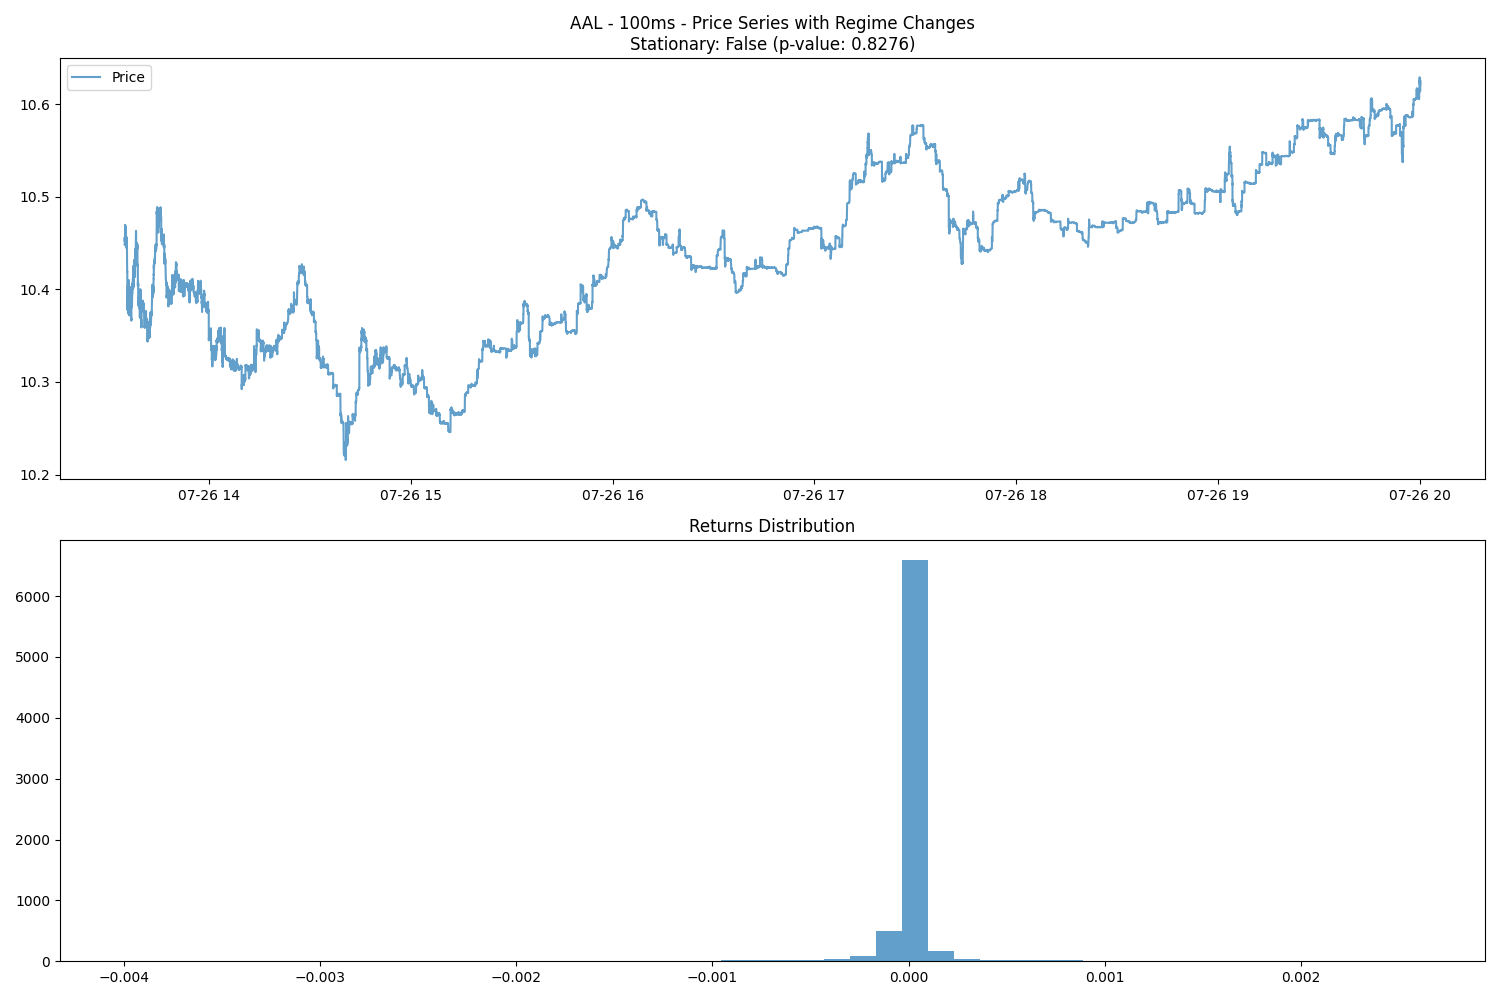 AAL - 100ms - Price Series with Regime Changes
Stationary: False (p-value: 0.8276)
Price
10.6
10.5
10.4
10.3
10.2
07-26 14 07-26 15 07-26 16 07-26 17 07-26 18 07-26 19 07-26 20
Returns Distribution
6000
5000
4000
3000
2000
1000
0
−0.004 −0.003 −0.002 −0.001 0.000 0.001 0.002